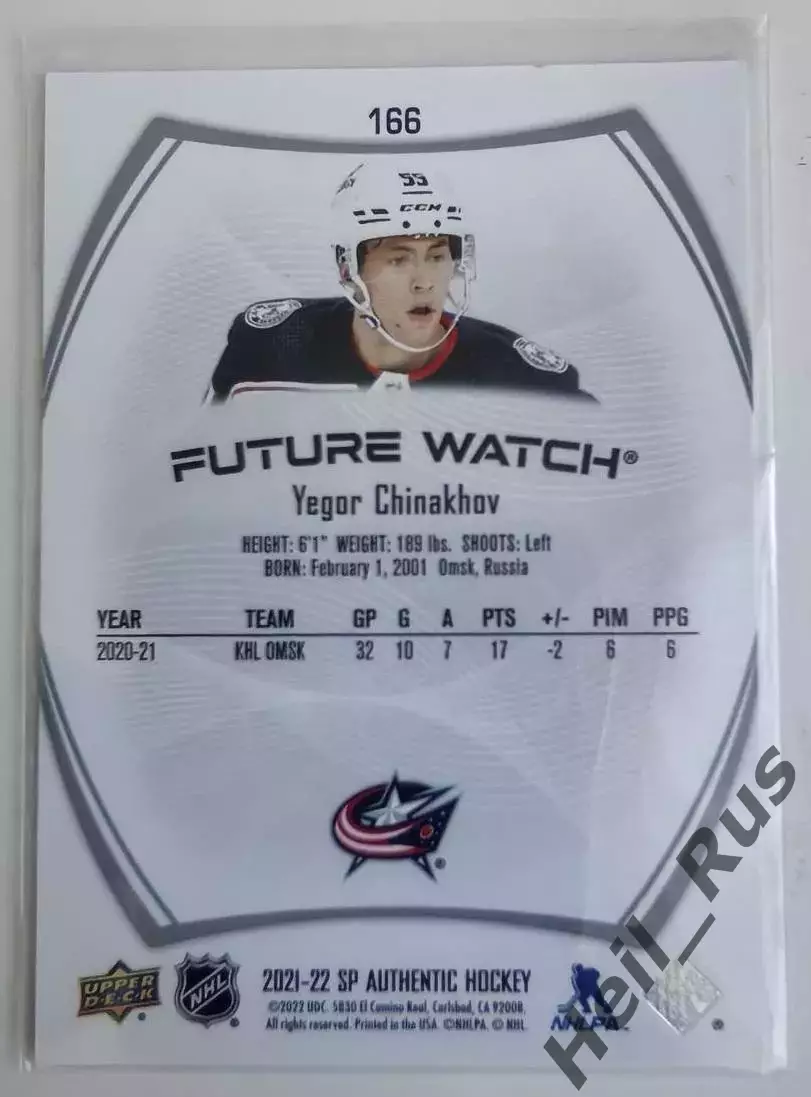 166
55
CCM
FUTURE WATCH®
Yegor Chinakhov
HEIGHT: 6'1" WEIGHT: 189 lbs. SHOOTS: Left
BORN: February 1, 2001 Omsk, Russia
YEAR TEAM GP G A PTS +/- PIM PPG
2020-21 KHL OMSK 32 10 7 17 -2 6 6
®
UPPER DECK ® NHL ® 2021-22 SP AUTHENTIC HOCKEY NHLPA ®
©2022 UDC. 5830 El Camino Real, Carlsbad, CA 92008.
All rights reserved. Printed in the USA. ©NHLPA. © NHL.
Heil_Rus